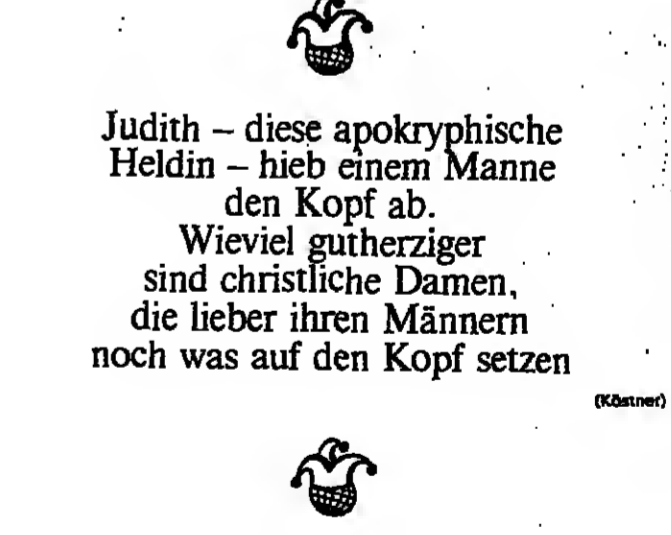 Judith – diese apokryphische
Heldin – hieb einem Manne
den Kopf ab.
Wieviel gutherziger
sind christliche Damen,
die lieber ihren Männern
noch was auf den Kopf setzen
(Köstner)